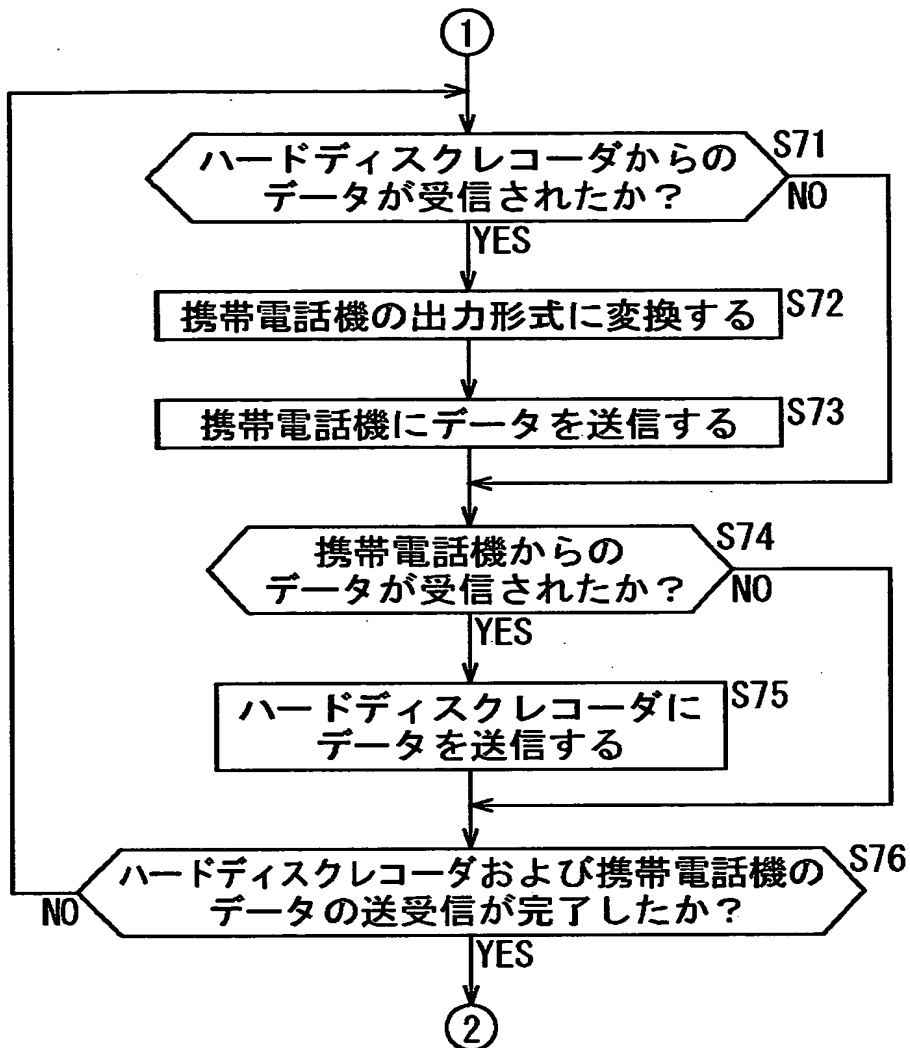 1
ハードディスクレコーダからの
データが受信されたか？
S71
NO
YES
携帯電話機の出力形式に変換する
S72
携帯電話機にデータを送信する
S73
携帯電話機からの
データが受信されたか？
S74
NO
YES
ハードディスクレコーダに
データを送信する
S75
ハードディスクレコーダおよび携帯電話機の
データの送受信が完了したか？
S76
NO
YES
2